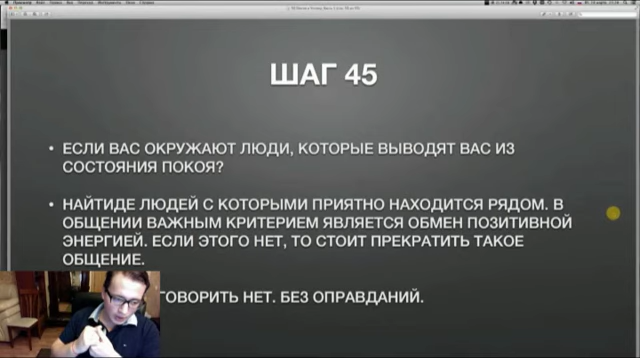 ШАГ 45
• ЕСЛИ ВАС ОКРУЖАЮТ ЛЮДИ, КОТОРЫЕ ВЫВОДЯТ ВАС ИЗ
СОСТОЯНИЯ ПОКОЯ?
• НАЙТИДЕ ЛЮДЕЙ С КОТОРЫМИ ПРИЯТНО НАХОДИТСЯ РЯДОМ. В
ОБЩЕНИИ ВАЖНЫМ КРИТЕРИЕМ ЯВЛЯЕТСЯ ОБМЕН ПОЗИТИВНОЙ
ЭНЕРГИЕЙ. ЕСЛИ ЭТОГО НЕТ, ТО СТОИТ ПРЕКРАТИТЬ ТАКОЕ
ОБЩЕНИЕ.
ГОВОРИТЬ НЕТ. БЕЗ ОПРАВДАНИЙ.